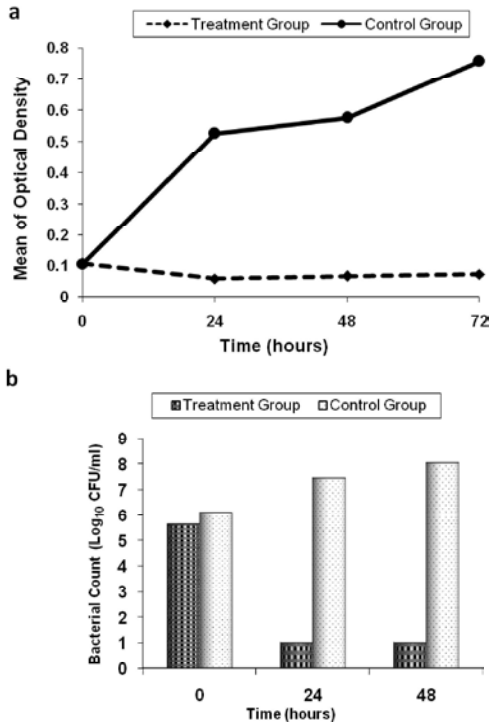 a
Treatment Group Control Group
0.8
0.7
0.6
0.5
0.4
0.3
0.2
0.1
0
Mean of Optical Density
0 24 48 72
Time (hours)
b
Treatment Group Control Group
9
8
7
6
5
4
3
2
1
0
Bacterial Count (Log10 CFU/ml)
0 24 48
Time (hours)